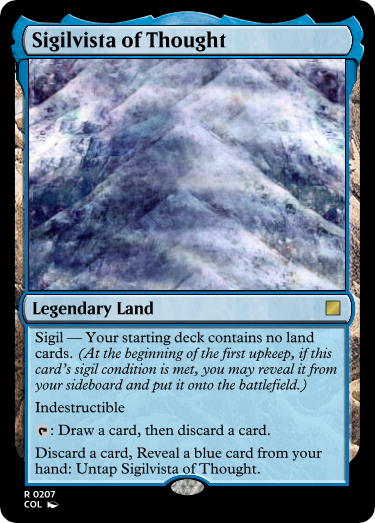 Sigilvista of Thought
Legendary Land
Sigil — Your starting deck contains no land
cards. (At the beginning of the first upkeep, if this
card's sigil condition is met, you may reveal it from
your sideboard and put it onto the battlefield.)
Indestructible
: Draw a card, then discard a card.
Discard a card, Reveal a blue card from your
hand: Untap Sigilvista of Thought.
R 0207
COL